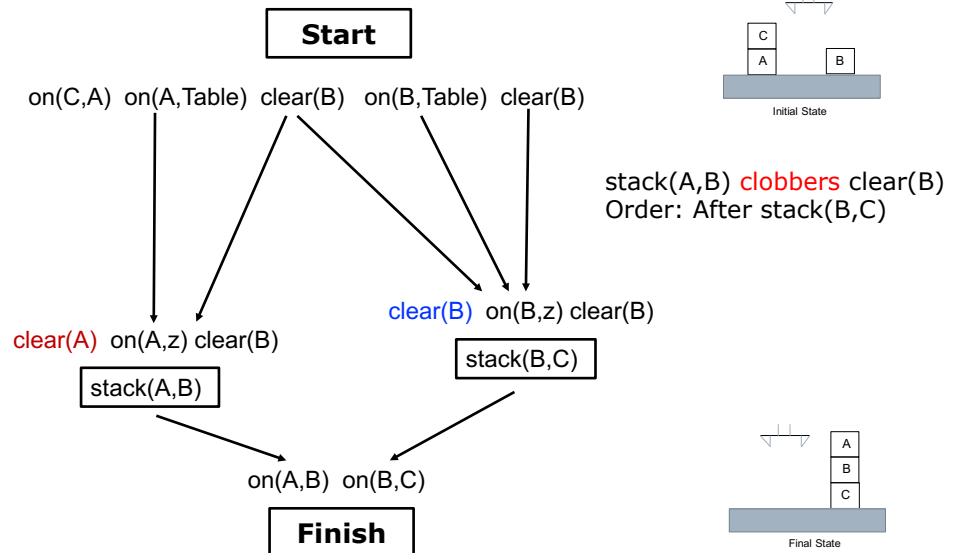 Start
on(C,A) on(A,Table) clear(B) on(B,Table) clear(B)
C
A
B
Initial State
stack(A,B) clobbers clear(B)
Order: After stack(B,C)
clear(B) on(B,z) clear(B)
clear(A) on(A,z) clear(B)
stack(B,C)
stack(A,B)
on(A,B) on(B,C)
Finish
A
B
C
Final State